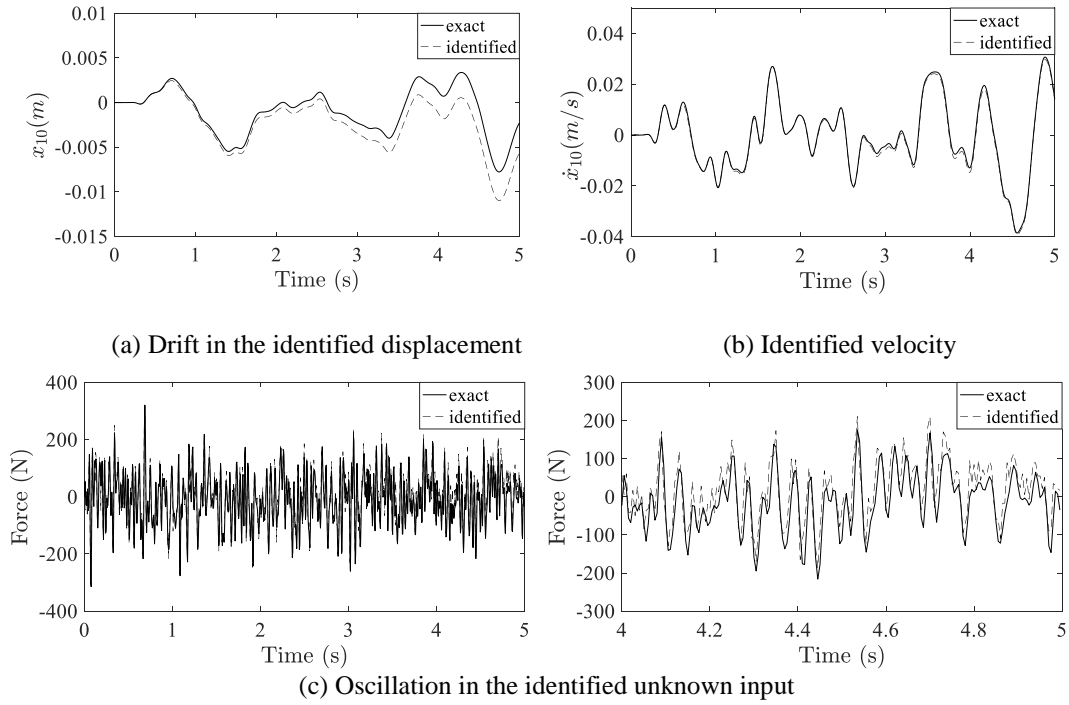 0.01
0.005
0
-0.005
-0.01
-0.015
x₁₀(m)
exact
identified
0 1 2 3 4 5
Time (s)
(a) Drift in the identified displacement
0.04
0.02
0
-0.02
-0.04
ẋ₁₀(m/s)
exact
identified
0 1 2 3 4 5
Time (s)
(b) Identified velocity
400
200
0
-200
-400
Force (N)
exact
identified
0 1 2 3 4 5
Time (s)
300
200
100
0
-100
-200
-300
Force (N)
exact
identified
4 4.2 4.4 4.6 4.8 5
Time (s)
(c) Oscillation in the identified unknown input